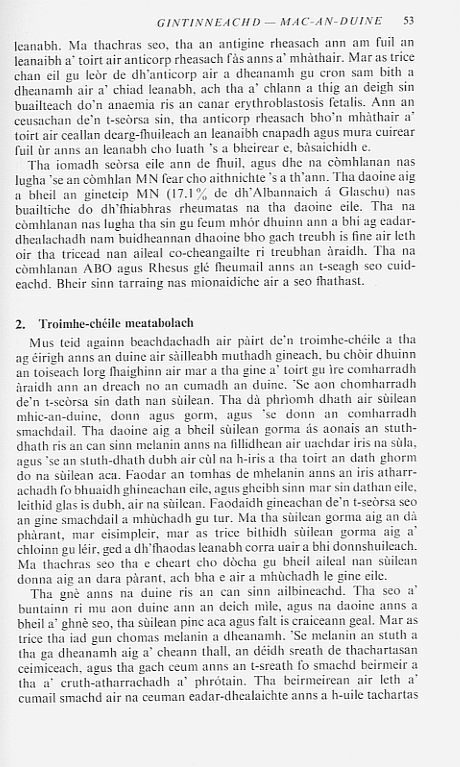 GINTINNEACHD — MAC-AN-DUINE 53
leanabh. Ma thachras seo, tha an antigine rheasach ann am fuil an
leanaibh a' toirt air anticorp rheasach fàs anns a' mhàthair. Mar as trice
chan eil gu leòr de dh'anticorp air a dheanamh gu cron sam bith a
dheanamh air a' chiad leanabh, ach tha a' chlann a thig an deigh sin
buailteach do'n anaemia ris an canar erythroblastosis fetalis. Ann an
ceusachan de'n t-seòrsa sin, tha anticorp rheasach bho'n mhàthair a'
toirt air ceallan dearg-fhuileach an leanaibh cnapadh agus mura cuirear
fuil ùr anns an leanabh cho luath 's a bheirear e, bàsaichidh e.
Tha iomadh seòrsa eile ann de fhuil, agus dhe na còmhlanan nas
lugha 'se an còmhlan MN fear cho aithnichte 's a th'ann. Tha daoine aig
a bheil an gineteip MN (17.1% de dh'Albannaich á Glaschu) nas
buailtiche do dh'fhiabhras rheumatas na tha daoine eile. Tha na
còmhlanan nas lugha tha sin gu feum mhór dhuinn ann a bhi ag eadar-
dhealachadh nam buidheannan dhaoine bho gach treubh is fine air leth
oir tha tricead nan aileal co-cheangailte ri treubhan àraidh. Tha na
còmhlanan ABO agus Rhesus glé fheumail anns an t-seagh seo cuid-
eachd. Bheir sinn tarraing nas mionaidiche air a seo fhathast.
2. Troimhe-chéile meatabolach
Mus teid againn beachdachadh air pàirt de'n troimhe-chéile a tha
ag éirigh anns an duine air sàilleabh muthadh gineach, bu chòir dhuinn
an toiseach lorg fhaighinn air mar a tha gine a' toirt gu ìre comharradh
àraidh ann an dreach no an cumadh an duine. 'Se aon chomharradh
de'n t-seòrsa sin dath nan sùilean. Tha dà phrìomh dhath air sùilean
mhic-an-duine, donn agus gorm, agus 'se donn an comharradh
smachdail. Tha daoine aig a bheil sùilean gorma ás aonais an stuth-
dhath ris an can sinn melanin anns na fillidhean air uachdar iris na sùla,
agus 'se an stuth-dhath dubh air cùl na h-iris a tha toirt an dath ghorm
do na sùilean aca. Faodar an tomhas de mhelanin anns an iris atharr-
achadh fo bhuaidh ghineachan eile, agus gheibh sinn mar sin dathan eile,
leithid glas is dubh, air na sùilean. Faodaidh gineachan de'n t-seòrsa seo
an gine smachdail a mhùchadh gu tur. Ma tha sùilean gorma aig an dà
phàrant, mar eisimpleir, mar as trice bithidh sùilean gorma aig a'
chloinn gu léir, ged a dh'fhaodas leanabh corra uair a bhi donnshuileach.
Ma thachras seo tha e cheart cho dòcha gu bheil aileal nan sùilean
donna aig an dara pàrant, ach bha e air a mhùchadh le gine eile.
Tha gnè anns na duine ris an can sinn ailbineachd. Tha seo a'
buntainn ri mu aon duine ann an deich mìle, agus na daoine anns a
bheil a' ghnè seo, tha sùilean pinc aca agus falt is craiceann geal. Mar as
trice tha iad gun chomas melanin a dheanamh. 'Se melanin an stuth a
tha ga dheanamh aig a' cheann thall, an déidh sreath de thachartasan
ceimiceach, agus tha gach ceum anns an t-sreath fo smachd beirmeir a
tha a' cruth-atharrachadh a' phrótain. Tha beirmeirean air leth a'
cumail smachd air na ceuman eadar-dhealaichte anns a h-uile tachartas